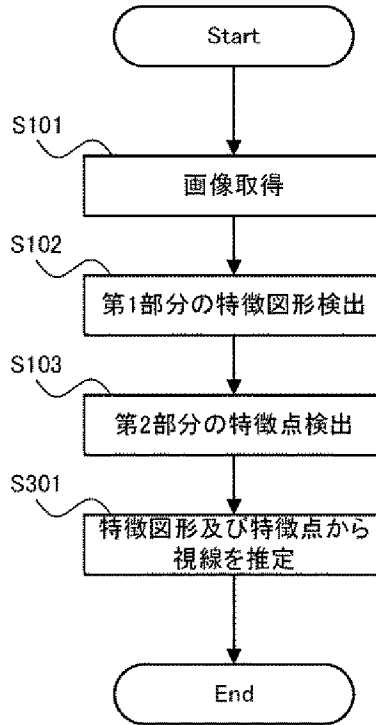 Start
S101
画像取得
S102
第1部分の特徴図形検出
S103
第2部分の特徴点検出
S301
特徴図形及び特徴点から
視線を推定
End